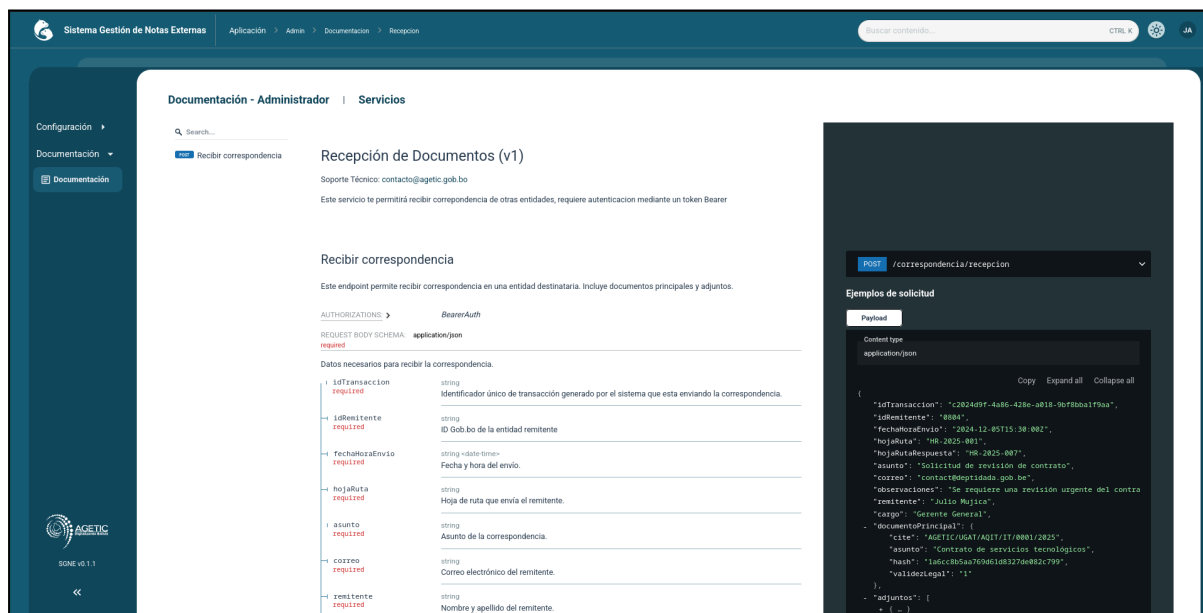 Sistema Gestión de Notas Externas
Aplicación > Admin > Documentacion > Recepcion
Buscar contenido...
CTRL K
JA
Configuración
Documentación
Documentación
AGETIC
SGNE v0.1.1
«
Documentación - Administrador | Servicios
Search...
POST Recibir correspondencia
Recepción de Documentos (v1)
Soporte Técnico: contacto@agetic.gob.bo
Este servicio te permitirá recibir correpondencia de otras entidades, requiere autenticacion mediante un token Bearer
Recibir correspondencia
Este endpoint permite recibir correspondencia en una entidad destinataria. Incluye documentos principales y adjuntos.
AUTHORIZATIONS: > BearerAuth
REQUEST BODY SCHEMA: application/json
required
Datos necesarios para recibir la correspondencia.
idTransaccion string
required Identificador único de transacción generado por el sistema que esta enviando la correspondencia.
idRemitente string
required ID Gob.bo de la entidad remitente
fechaHoraEnvio string <date-time>
required Fecha y hora del envío.
hojaRuta string
required Hoja de ruta que envía el remitente.
asunto string
required Asunto de la correspondencia.
correo string
required Correo electrónico del remitente.
remitente string
required Nombre y apellido del remitente.
POST /correspondencia/recepcion
Ejemplos de solicitud
Payload
Content type
application/json
Copy Expand all Collapse all
{
"idTransaccion": "c2024d9f-4a86-428e-a018-9bf8bba1f9aa",
"idRemitente": "0804",
"fechaHoraEnvio": "2024-12-05T15:30:00Z",
"hojaRuta": "HR-2025-001",
"hojaRutaRespuesta": "HR-2025-007",
"asunto": "Solicitud de revisión de contrato",
"correo": "contact@deptidada.gob.be",
"observaciones": "Se requiere una revisión urgente del contra
"remitente": "Julio Mujica",
"cargo": "Gerente General",
- "documentoPrincipal": {
"cite": "AGETIC/UGAT/AQIT/IT/0001/2025",
"asunto": "Contrato de servicios tecnológicos",
"hash": "1a6cc8b5aa769d61d8327de082c799",
"validezLegal": "1"
},
- "adjuntos": [
+ { … }